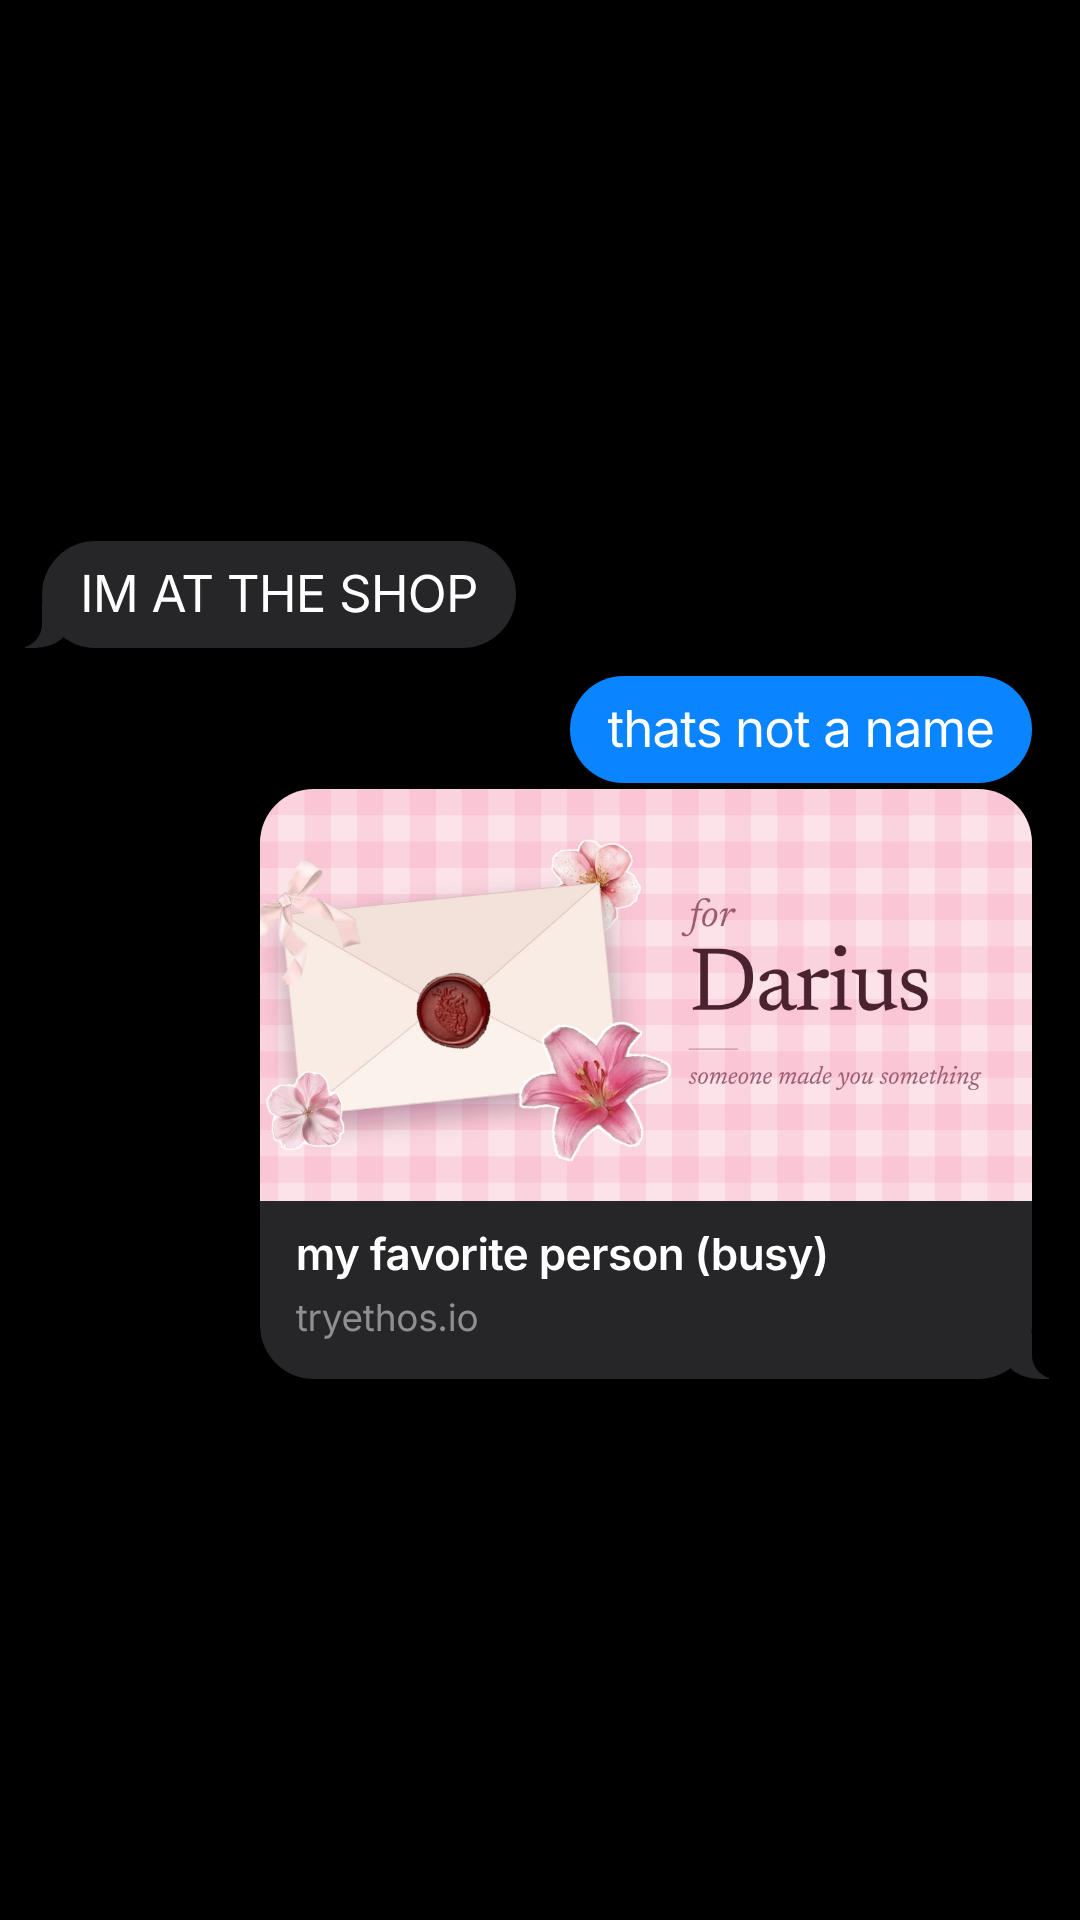 IM AT THE SHOP
thats not a name
for
Darius
someone made you something
my favorite person (busy)
tryethos.io